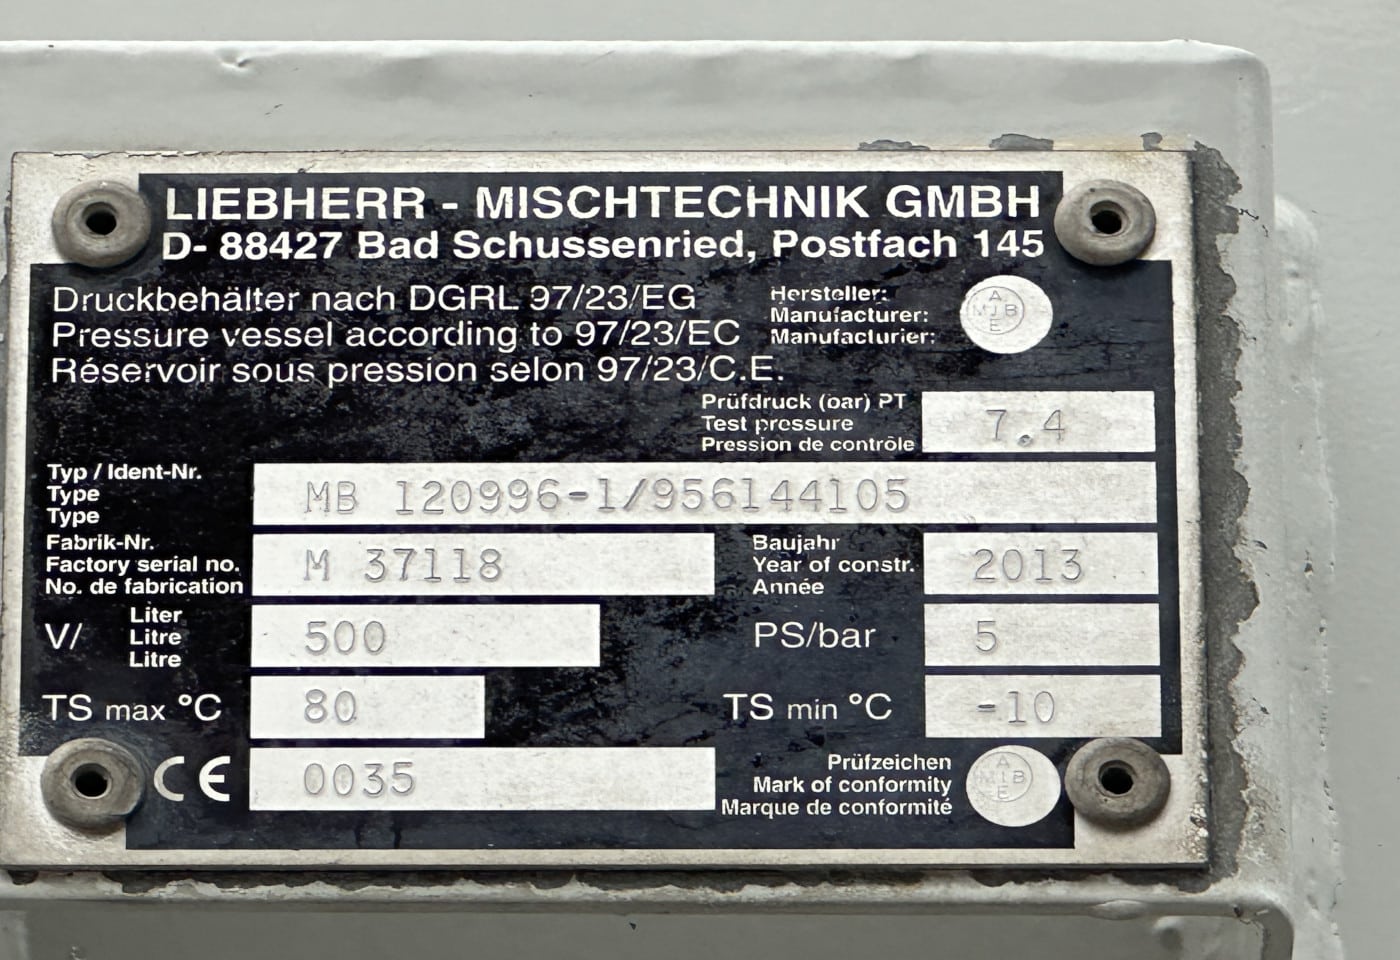 LIEBHERR - MISCHTECHNIK GMBH
D- 88427 Bad Schussenried, Postfach 145
Druckbehälter nach DGRL 97/23/EG
Pressure vessel according to 97/23/EC
Réservoir sous pression selon 97/23/C.E.
Hersteller:
Manufacturer:
Manufacturier:
A
MIB
E
Prüfdruck (bar) PT
Test pressure
Pression de contrôle
7.4
Typ / Ident-Nr.
Type
Type
MB 120996-1/956144105
Fabrik-Nr.
Factory serial no.
No. de fabrication
M 37118
Baujahr
Year of constr.
Année
2013
V/
Liter
Litre
Litre
500
PS/bar
5
TS max °C
80
TS min °C
-10
CE
0035
Prüfzeichen
Mark of conformity
Marque de conformité
A
MIB
E